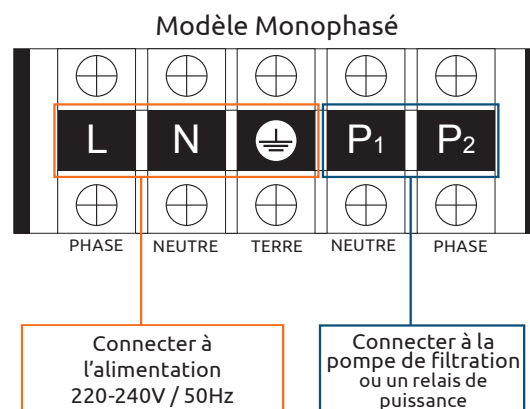 Modèle Monophasé
L N P1 P2
PHASE NEUTRE TERRE NEUTRE PHASE
Connecter à
l'alimentation
220-240V / 50Hz
Connecter à la
pompe de filtration
ou un relais de
puissance